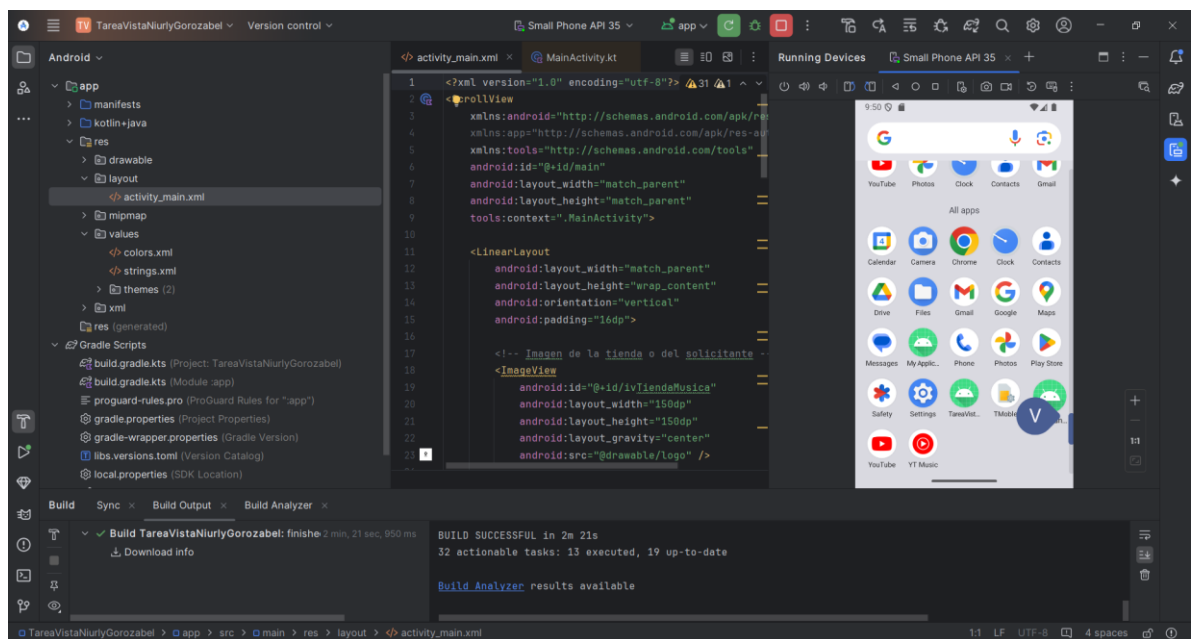 TV TareaVistaNiurlyGorozabel Version control Small Phone API 35 app
Android
app
manifests
kotlin+java
res
drawable
layout
activity_main.xml
mipmap
values
colors.xml
strings.xml
themes (2)
xml
res (generated)
Gradle Scripts
build.gradle.kts (Project: TareaVistaNiurlyGorozabel)
build.gradle.kts (Module :app)
proguard-rules.pro (ProGuard Rules for ":app")
gradle.properties (Project Properties)
gradle-wrapper.properties (Gradle Version)
libs.versions.toml (Version Catalog)
local.properties (SDK Location)
activity_main.xml MainActivity.kt
31 1
1 <?xml version="1.0" encoding="utf-8"?>
2 <ScrollView
3 xmlns:android="http://schemas.android.com/apk/res
4 xmlns:app="http://schemas.android.com/apk/res-au
5 xmlns:tools="http://schemas.android.com/tools"
6 android:id="@+id/main"
7 android:layout_width="match_parent"
8 android:layout_height="match_parent"
9 tools:context=".MainActivity">
10
11 <LinearLayout
12 android:layout_width="match_parent"
13 android:layout_height="wrap_content"
14 android:orientation="vertical"
15 android:padding="16dp">
16
17 <!-- Imagen de la tienda o del solicitante --
18 <ImageView
19 android:id="@+id/ivTiendaMusica"
20 android:layout_width="150dp"
21 android:layout_height="150dp"
22 android:layout_gravity="center"
23 android:src="@drawable/logo" />
Running Devices Small Phone API 35
9:50
YouTube Photos Clock Contacts Gmail
All apps
Calendar Camera Chrome Clock Contacts
Drive Files Gmail Google Maps
Messages My Applic... Phone Photos Play Store
Safety Settings TareaVist... TMoble
V
YouTube YT Music
1:1
Build Sync Build Output Build Analyzer
Build TareaVistaNiurlyGorozabel: finishe 2 min, 21 sec, 950 ms
Download info
BUILD SUCCESSFUL in 2m 21s
32 actionable tasks: 13 executed, 19 up-to-date
Build Analyzer results available
TareaVistaNiurlyGorozabel > app > src > main > res > layout > activity_main.xml
1:1 LF UTF-8 4 spaces